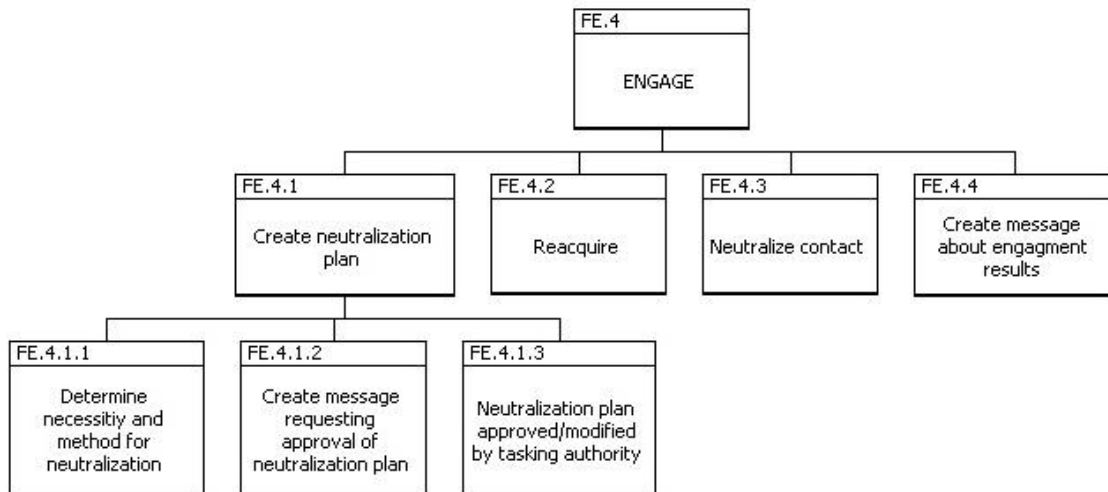 FE.4
ENGAGE
FE.4.1
Create neutralization
plan
FE.4.2
Reacquire
FE.4.3
Neutralize contact
FE.4.4
Create message
about engagment
results
FE.4.1.1
Determine
necessitiy and
method for
neutralization
FE.4.1.2
Create message
requesting
approval of
neutralization plan
FE.4.1.3
Neutralization plan
approved/modified
by tasking authority